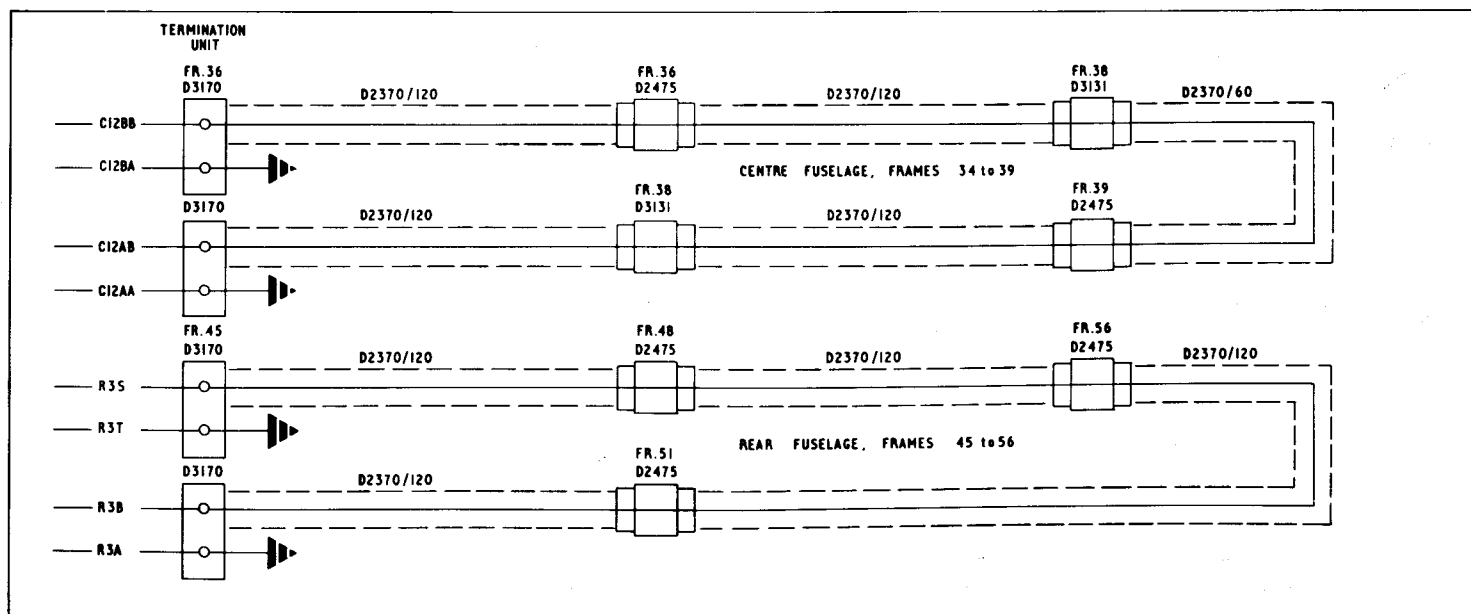 TERMINATION
UNIT
FR.36
D3170
D2370/120
FR.36
D2475
D2370/120
FR.38
D3131
D2370/60
C12BB
C12BA
CENTRE FUSELAGE, FRAMES 34 to 39
D3170
D2370/120
FR.38
D3131
D2370/120
FR.39
D2475
C12AB
C12AA
FR.45
D3170
D2370/120
FR.48
D2475
D2370/120
FR.56
D2475
D2370/120
R3S
R3T
REAR FUSELAGE, FRAMES 45 to 56
D3170
D2370/120
FR.51
D2475
R3B
R3A